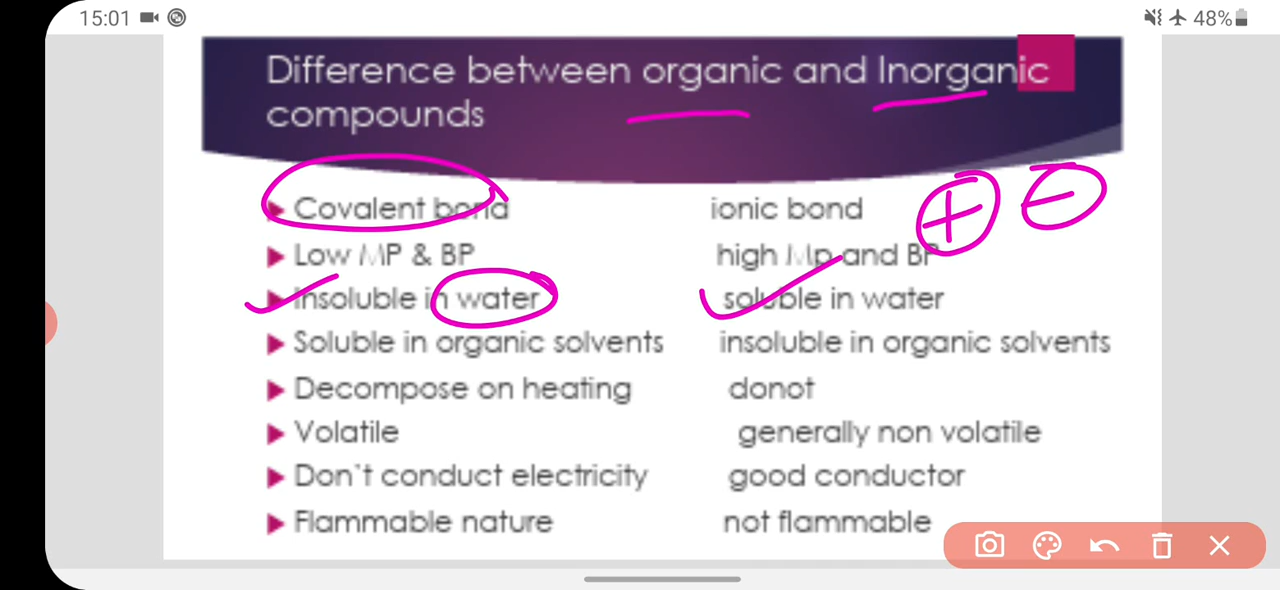 15:01 48%
Difference between organic and Inorganic
compounds
Covalent bond ionic bond + −
Low MP & BP high Mp and BP
Insoluble in water soluble in water
Soluble in organic solvents insoluble in organic solvents
Decompose on heating donot
Volatile generally non volatile
Don't conduct electricity good conductor
Flammable nature not flammable